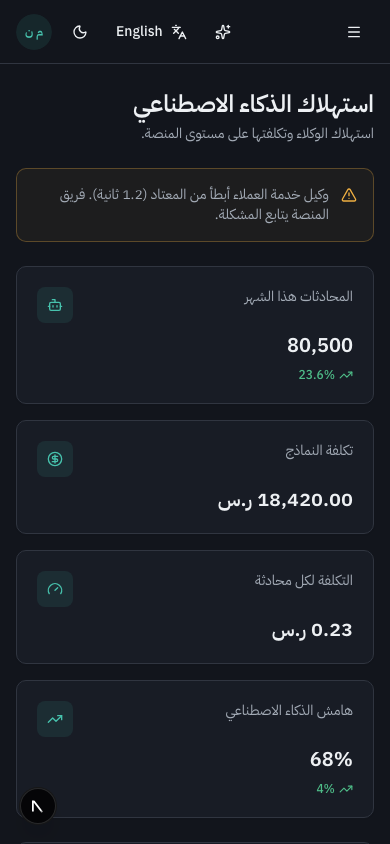 English
م ن
استهلاك الذكاء الاصطناعي
استهلاك الوكلاء وتكلفتها على مستوى المنصة.
وكيل خدمة العملاء أبطأ من المعتاد (1.2 ثانية). فريق
المنصة يتابع المشكلة.
المحادثات هذا الشهر
80,500
23.6%
تكلفة النماذج
18,420.00 ر.س
التكلفة لكل محادثة
0.23 ر.س
هامش الذكاء الاصطناعي
68%
4%